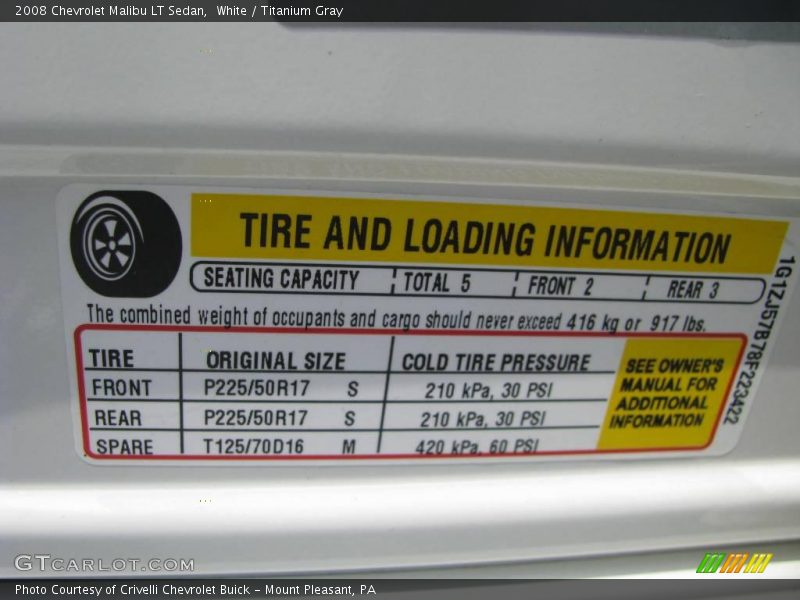 2008 Chevrolet Malibu LT Sedan, White / Titanium Gray
TIRE AND LOADING INFORMATION
SEATING CAPACITY TOTAL 5 FRONT 2 REAR 3
The combined weight of occupants and cargo should never exceed 416 kg or 917 lbs.
TIRE ORIGINAL SIZE COLD TIRE PRESSURE
FRONT P225/50R17 S 210 kPa, 30 PSI
REAR P225/50R17 S 210 kPa, 30 PSI
SPARE T125/70D16 M 420 kPa, 60 PSI
SEE OWNER'S
MANUAL FOR
ADDITIONAL
INFORMATION
1G1ZJ57B78F223422
GTCARLOT.COM
Photo Courtesy of Crivelli Chevrolet Buick - Mount Pleasant, PA